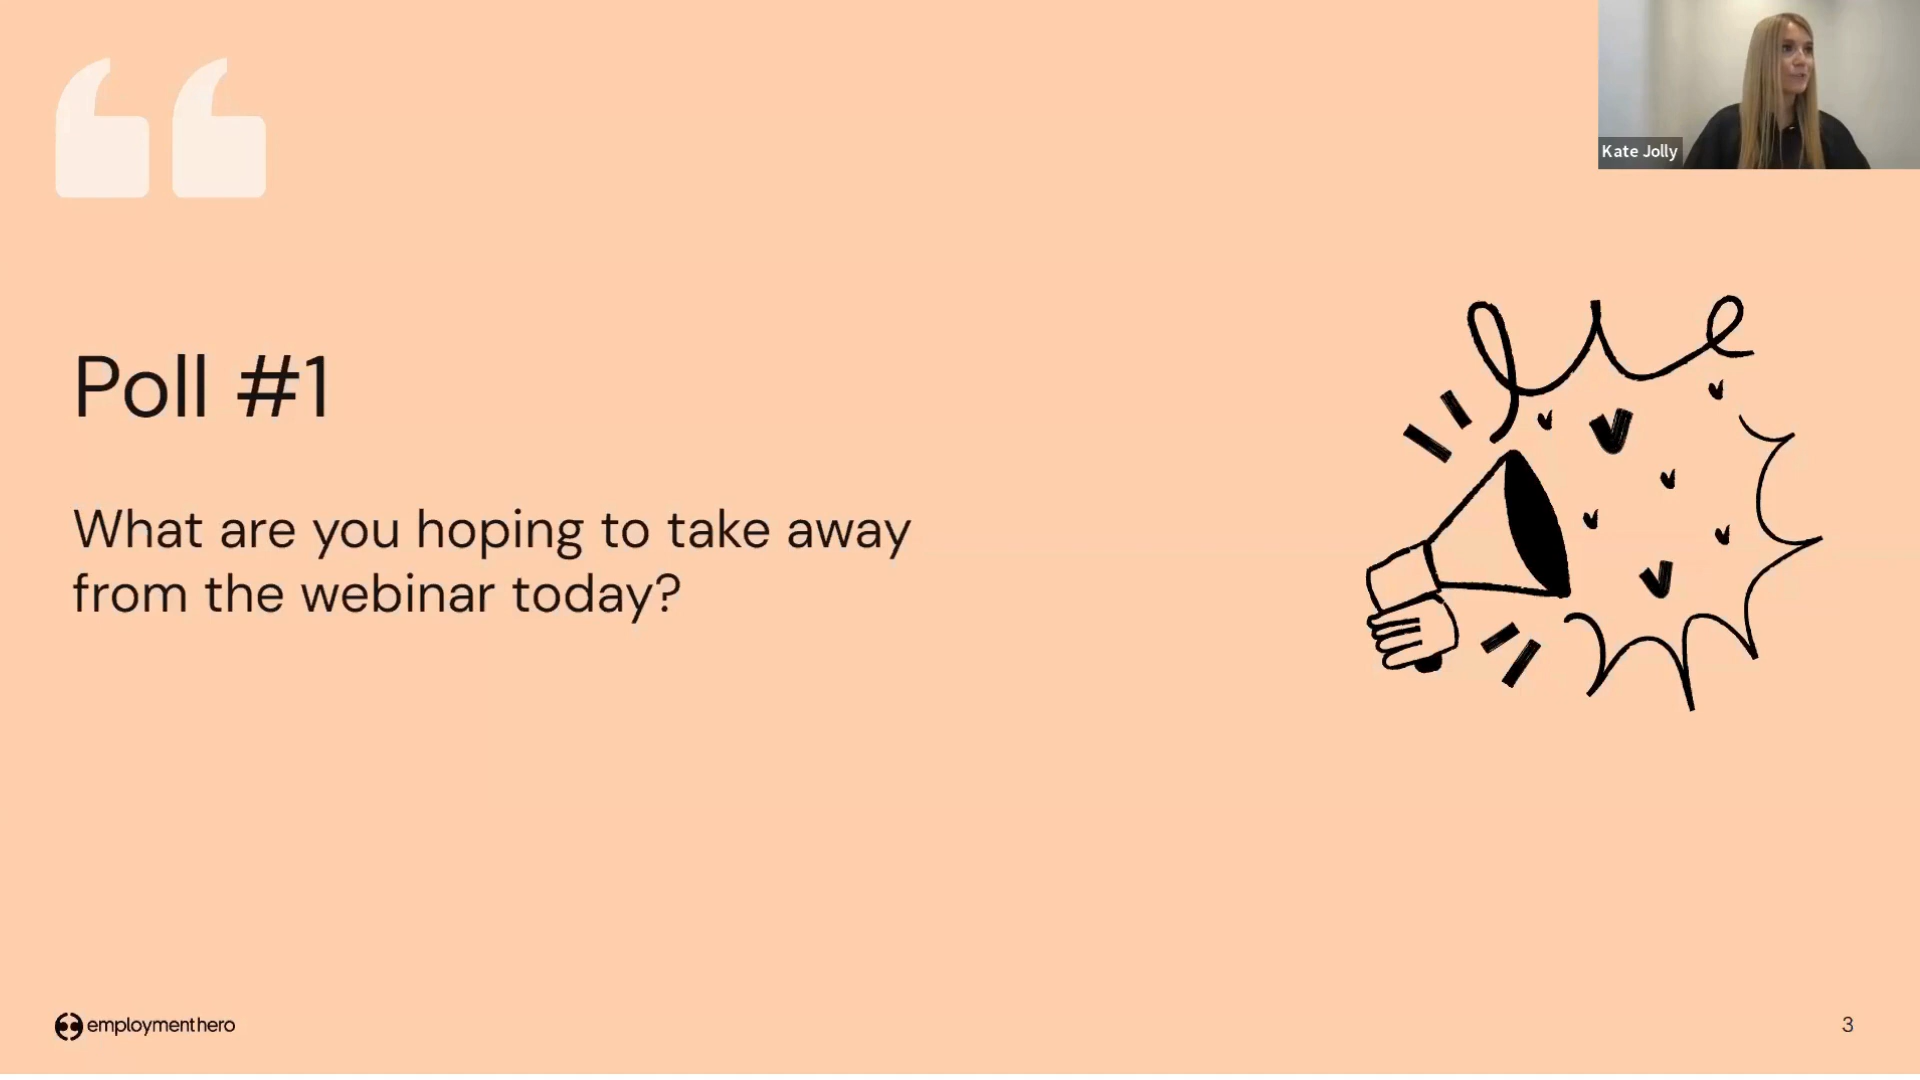 Kate Jolly
Poll #1
What are you hoping to take away
from the webinar today?
employmenthero
3